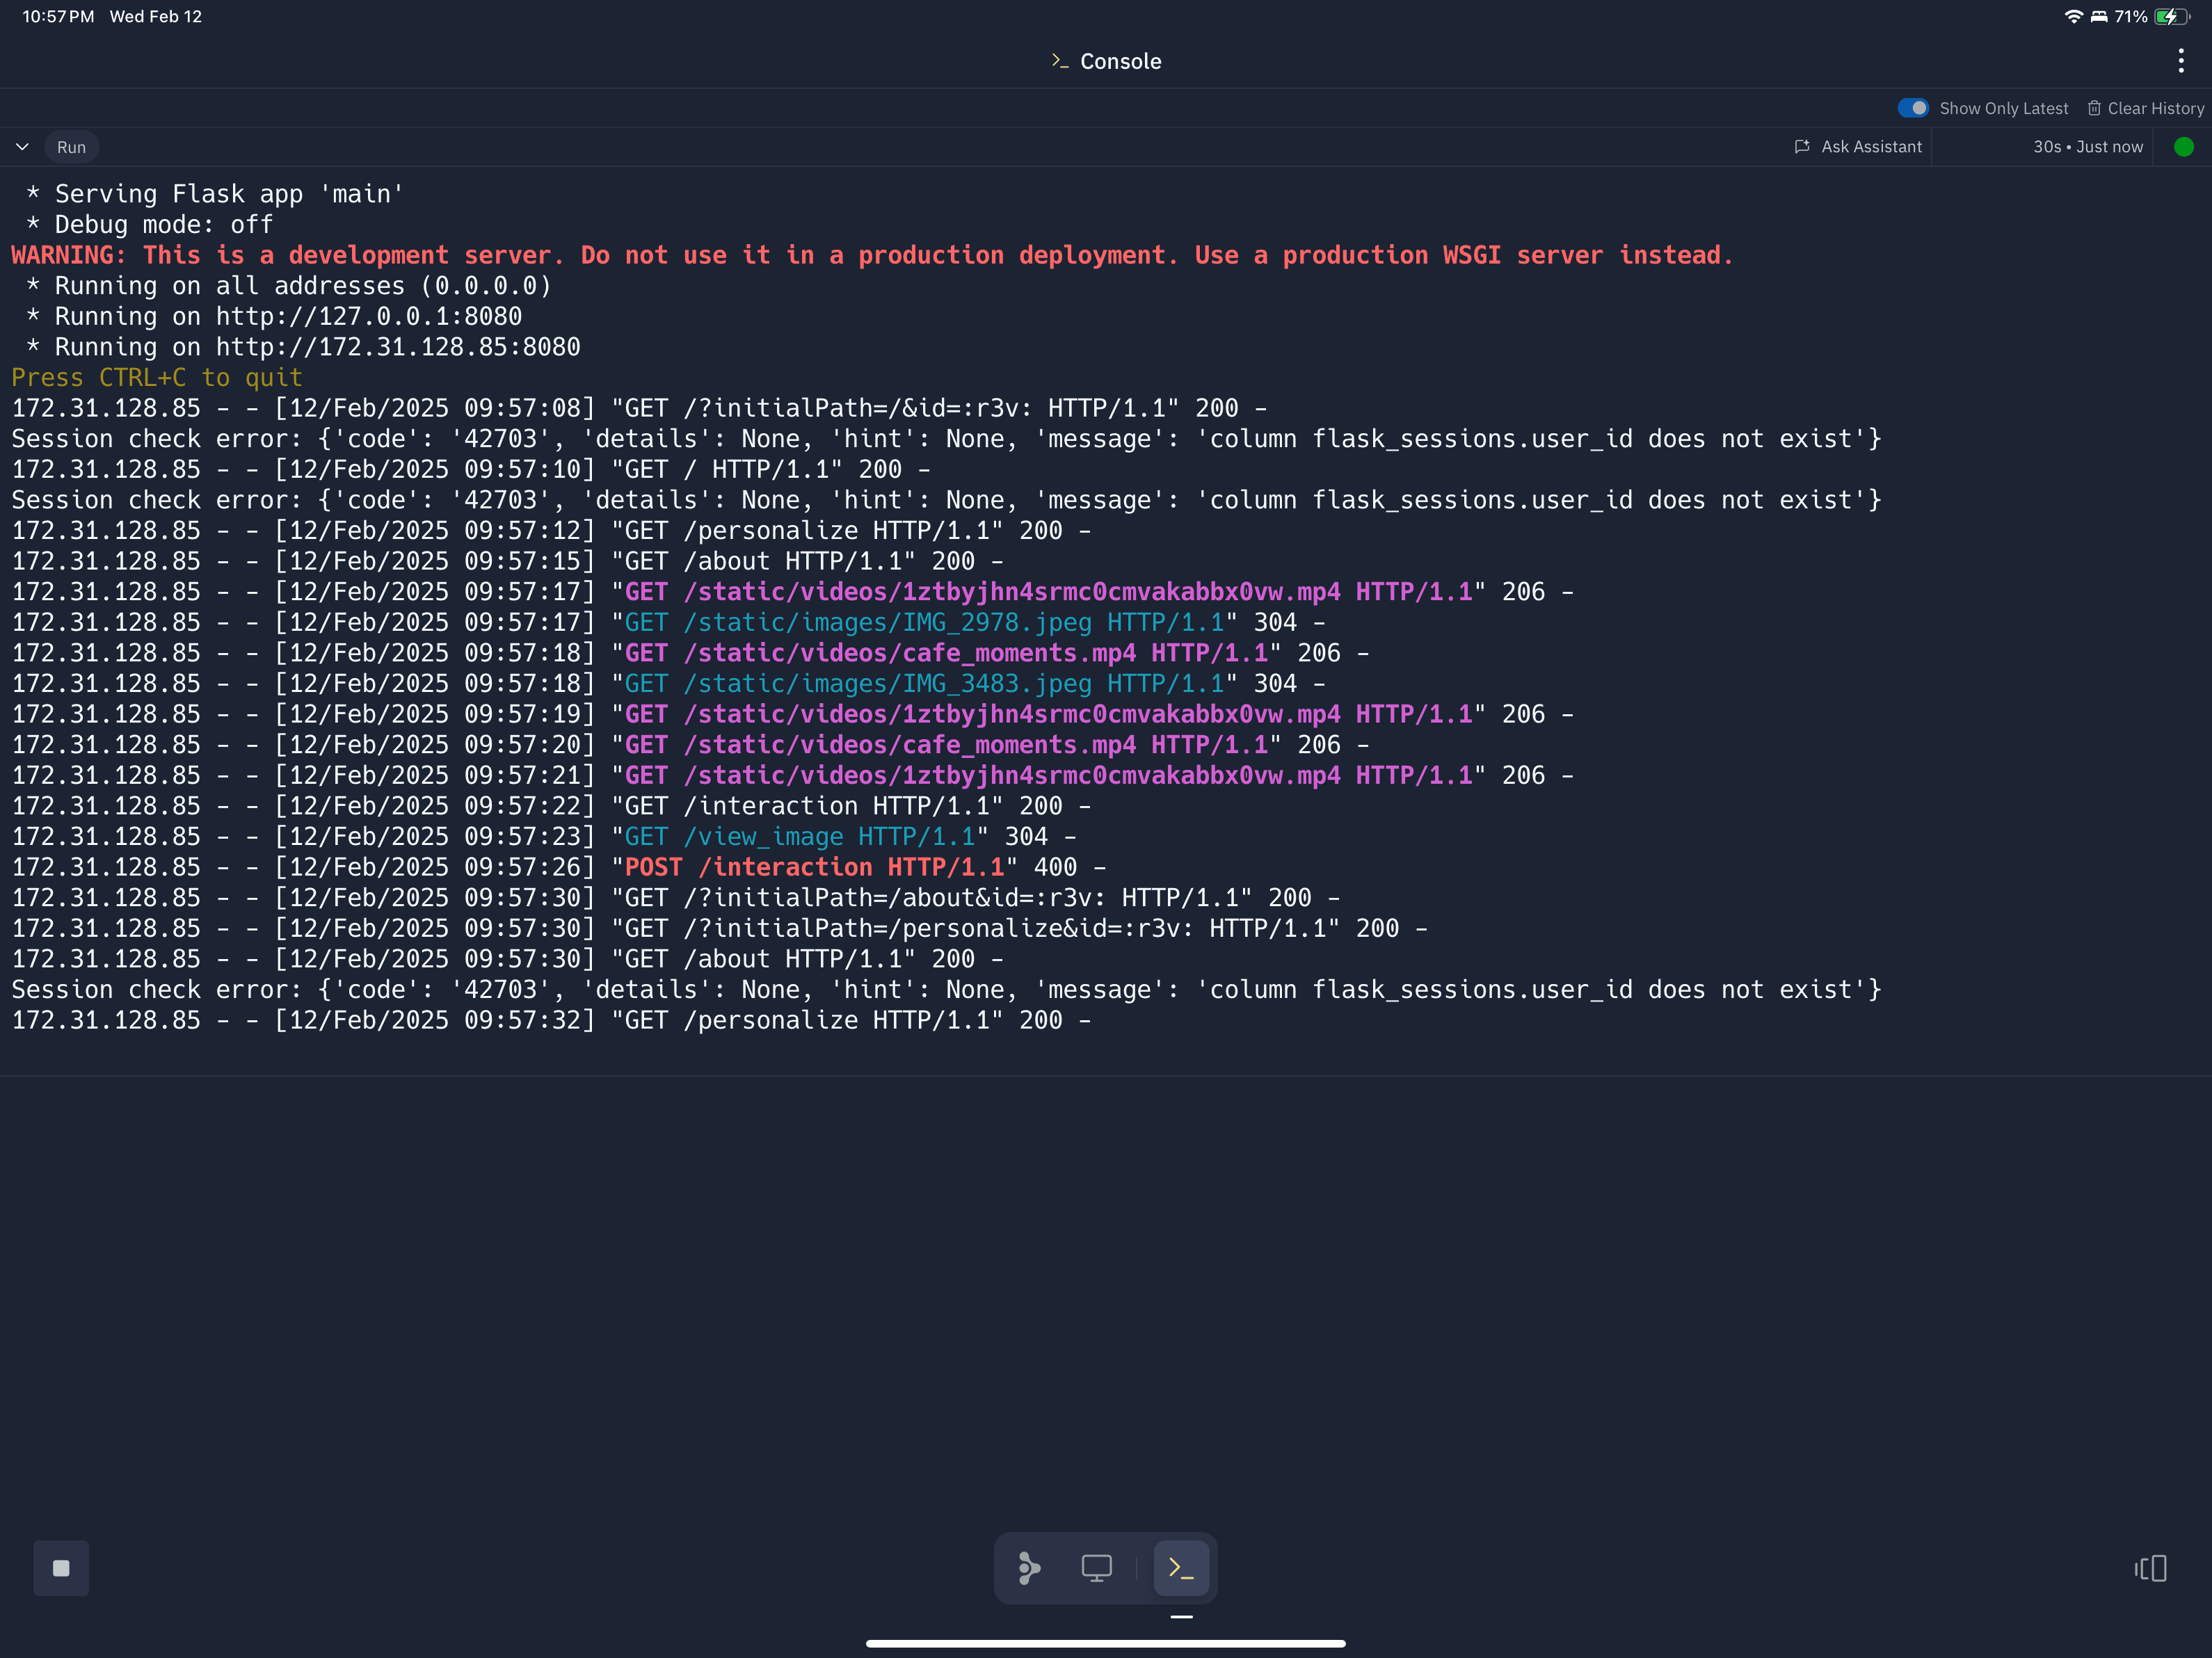 10:57 PM Wed Feb 12
71%
Console
Show Only Latest Clear History
Run Ask Assistant 30s • Just now
* Serving Flask app 'main'
* Debug mode: off
WARNING: This is a development server. Do not use it in a production deployment. Use a production WSGI server instead.
* Running on all addresses (0.0.0.0)
* Running on http://127.0.0.1:8080
* Running on http://172.31.128.85:8080
Press CTRL+C to quit
172.31.128.85 - - [12/Feb/2025 09:57:08] "GET /?initialPath=/&id=:r3v: HTTP/1.1" 200 -
Session check error: {'code': '42703', 'details': None, 'hint': None, 'message': 'column flask_sessions.user_id does not exist'}
172.31.128.85 - - [12/Feb/2025 09:57:10] "GET / HTTP/1.1" 200 -
Session check error: {'code': '42703', 'details': None, 'hint': None, 'message': 'column flask_sessions.user_id does not exist'}
172.31.128.85 - - [12/Feb/2025 09:57:12] "GET /personalize HTTP/1.1" 200 -
172.31.128.85 - - [12/Feb/2025 09:57:15] "GET /about HTTP/1.1" 200 -
172.31.128.85 - - [12/Feb/2025 09:57:17] "GET /static/videos/1ztbyjhn4srmc0cmvakabbx0vw.mp4 HTTP/1.1" 206 -
172.31.128.85 - - [12/Feb/2025 09:57:17] "GET /static/images/IMG_2978.jpeg HTTP/1.1" 304 -
172.31.128.85 - - [12/Feb/2025 09:57:18] "GET /static/videos/cafe_moments.mp4 HTTP/1.1" 206 -
172.31.128.85 - - [12/Feb/2025 09:57:18] "GET /static/images/IMG_3483.jpeg HTTP/1.1" 304 -
172.31.128.85 - - [12/Feb/2025 09:57:19] "GET /static/videos/1ztbyjhn4srmc0cmvakabbx0vw.mp4 HTTP/1.1" 206 -
172.31.128.85 - - [12/Feb/2025 09:57:20] "GET /static/videos/cafe_moments.mp4 HTTP/1.1" 206 -
172.31.128.85 - - [12/Feb/2025 09:57:21] "GET /static/videos/1ztbyjhn4srmc0cmvakabbx0vw.mp4 HTTP/1.1" 206 -
172.31.128.85 - - [12/Feb/2025 09:57:22] "GET /interaction HTTP/1.1" 200 -
172.31.128.85 - - [12/Feb/2025 09:57:23] "GET /view_image HTTP/1.1" 304 -
172.31.128.85 - - [12/Feb/2025 09:57:26] "POST /interaction HTTP/1.1" 400 -
172.31.128.85 - - [12/Feb/2025 09:57:30] "GET /?initialPath=/about&id=:r3v: HTTP/1.1" 200 -
172.31.128.85 - - [12/Feb/2025 09:57:30] "GET /?initialPath=/personalize&id=:r3v: HTTP/1.1" 200 -
172.31.128.85 - - [12/Feb/2025 09:57:30] "GET /about HTTP/1.1" 200 -
Session check error: {'code': '42703', 'details': None, 'hint': None, 'message': 'column flask_sessions.user_id does not exist'}
172.31.128.85 - - [12/Feb/2025 09:57:32] "GET /personalize HTTP/1.1" 200 -